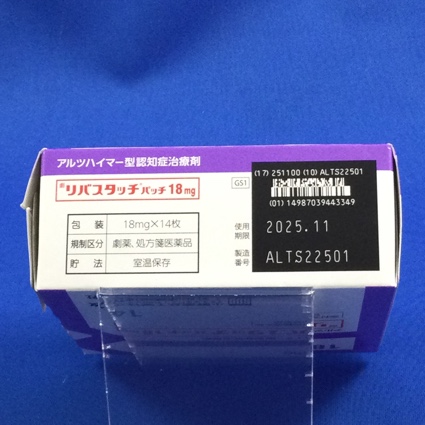 アルツハイマー型認知症治療剤
®リバスタッチパッチ18mg
包装 18mg×14枚
規制区分 劇薬、処方箋医薬品
貯法 室温保存
GS1
(17) 251100 (10) ALTS22501
(01) 14987039443349
使用期限 2025.11
製造番号 ALTS22501